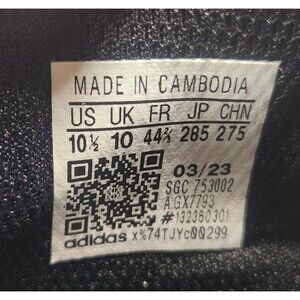 MADE IN CAMBODIA
US UK FR JP CHN
10½ 10 44⅔ 285 275
03/23
SGC 753002
A.GX7793
#132360301
adidas X%74TJYc00299